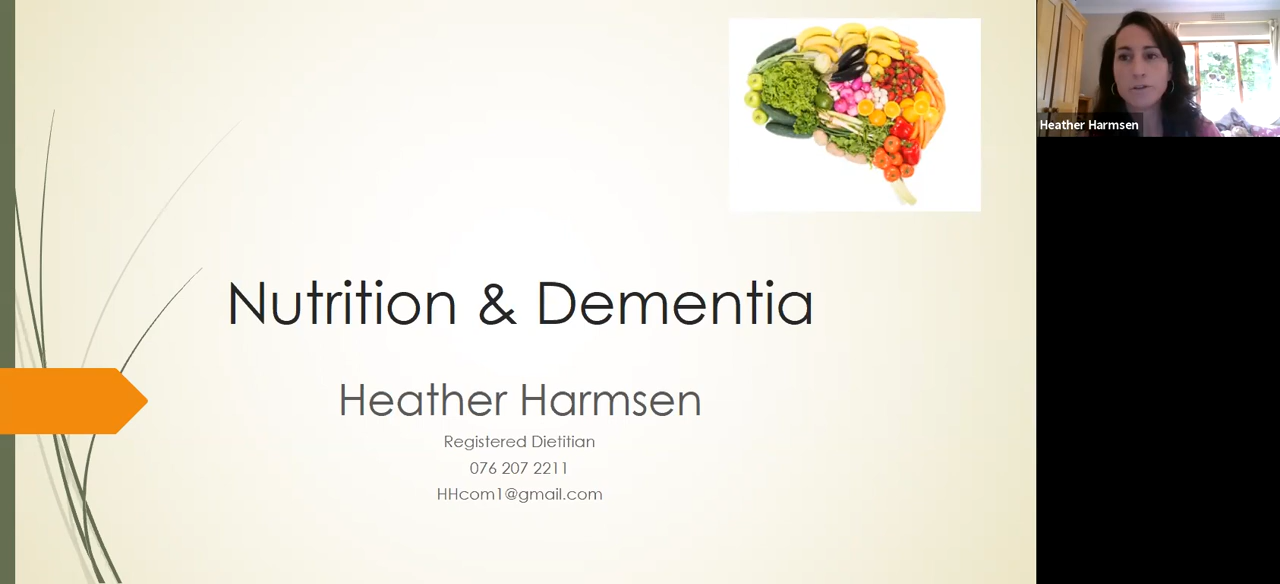 Nutrition & Dementia
Heather Harmsen
Registered Dietitian
076 207 2211
HHcom1@gmail.com
Heather Harmsen